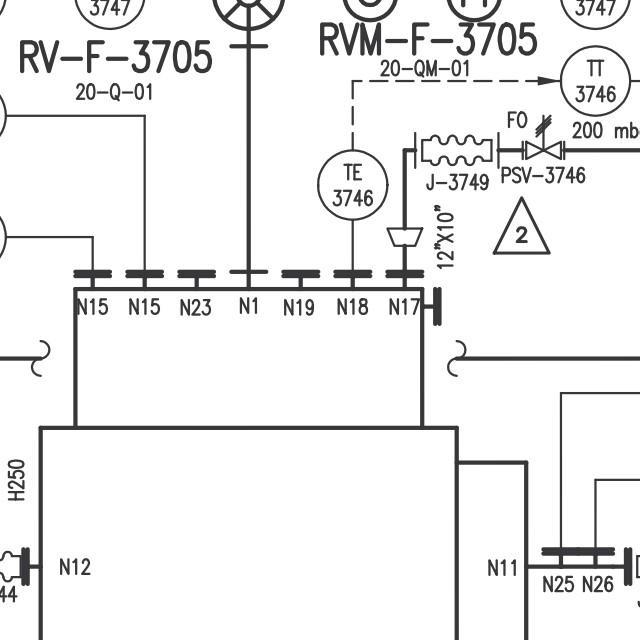 3747
3747
RV-F-3705
20-Q-01
RVM-F-3705
20-QM-01
TT
3746
FO
200 mb
TE
3746
J-3749
PSV-3746
12"X10"
2
N15
N15
N23
N1
N19
N18
N17
H250
N12
44
N11
N25
N26